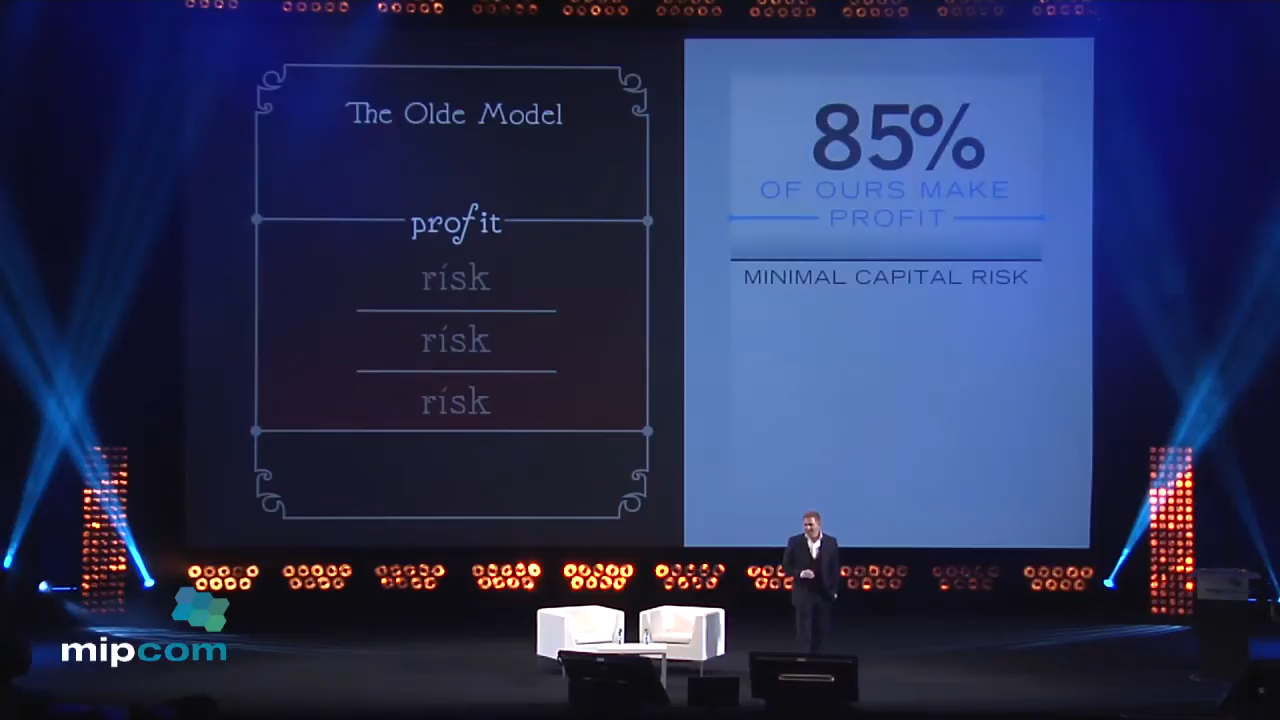 The Olde Model
profit
risk
risk
risk
85%
OF OURS MAKE
PROFIT
MINIMAL CAPITAL RISK
mipcom